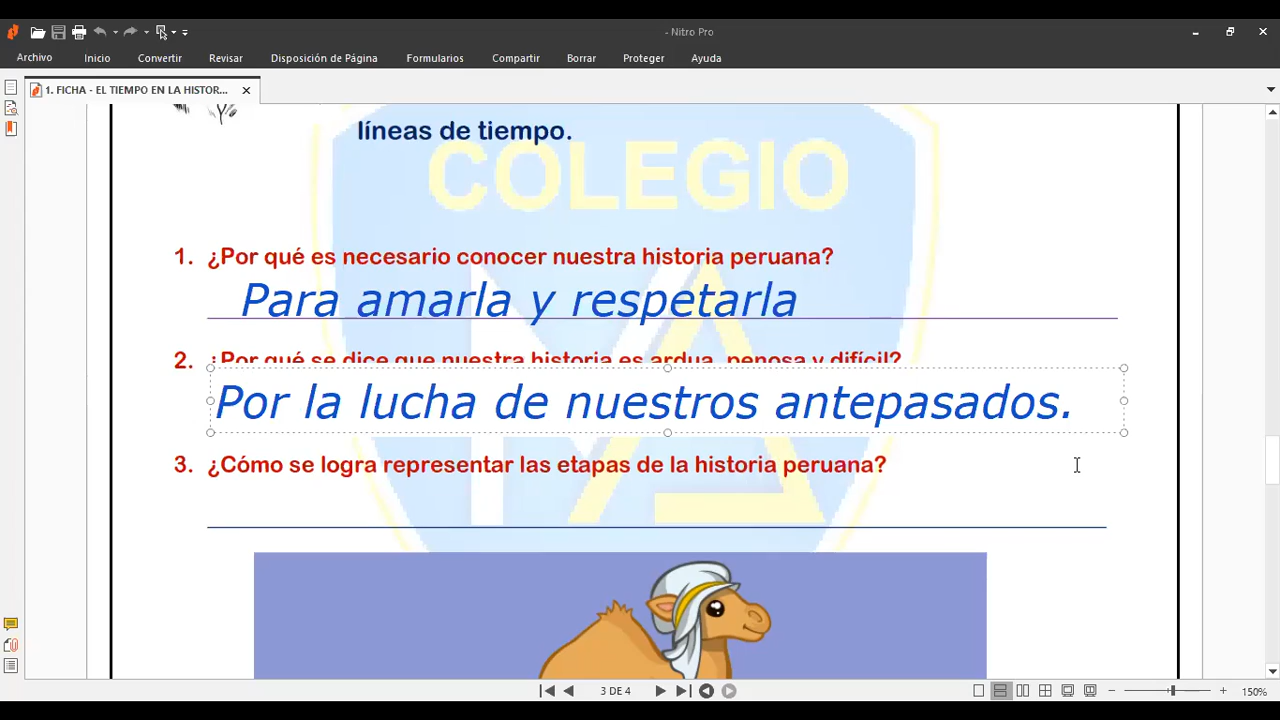 - Nitro Pro
Archivo Inicio Convertir Revisar Disposición de Página Formularios Compartir Borrar Proteger Ayuda
1. FICHA - EL TIEMPO EN LA HISTOR...
líneas de tiempo.
COLEGIO
1. ¿Por qué es necesario conocer nuestra historia peruana?
Para amarla y respetarla
2. ¿Por qué se dice que nuestra historia es ardua, penosa y difícil?
Por la lucha de nuestros antepasados.
3. ¿Cómo se logra representar las etapas de la historia peruana?
3 DE 4
150%